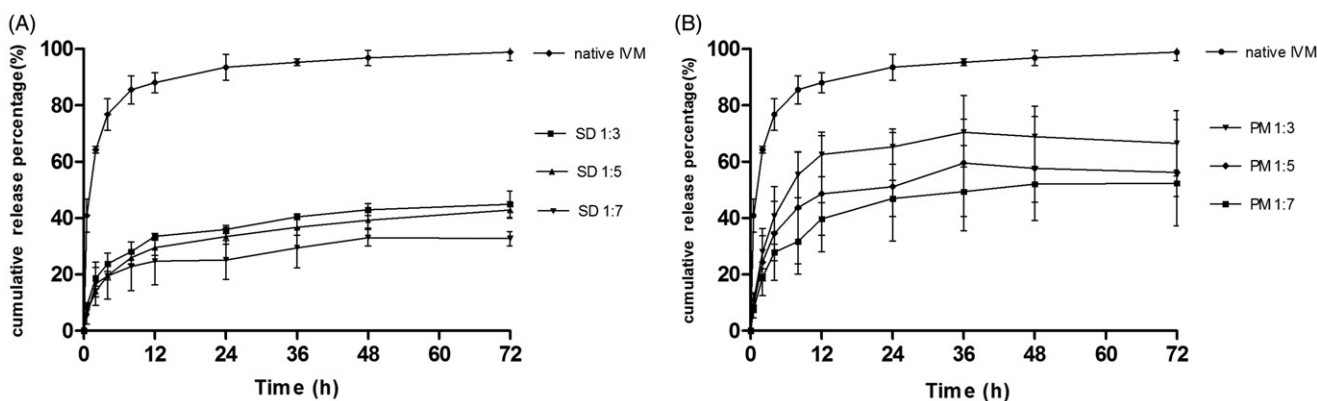 (A)
cumulative release percentage(%)
100
80
60
40
20
0
0 12 24 36 48 60 72
Time (h)
native IVM
SD 1:3
SD 1:5
SD 1:7
(B)
cumulative release percentage(%)
100
80
60
40
20
0
0 12 24 36 48 60 72
Time (h)
native IVM
PM 1:3
PM 1:5
PM 1:7